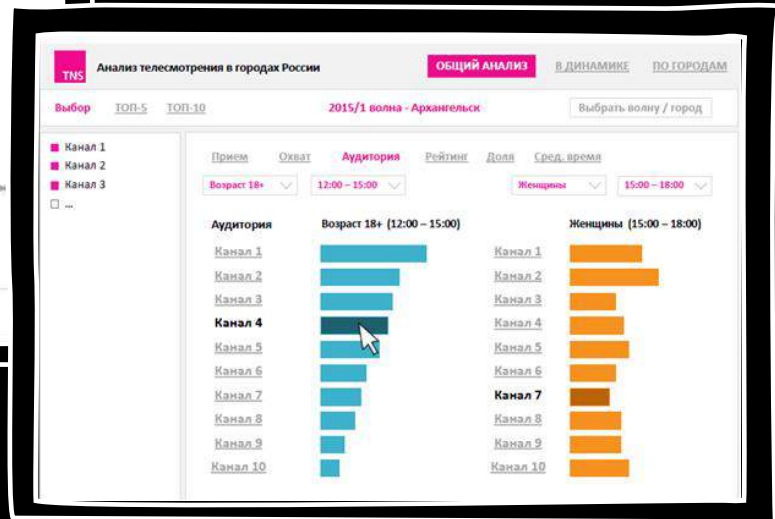 TNS
Анализ телесмотрения в городах России
ОБЩИЙ АНАЛИЗ В ДИНАМИКЕ ПО ГОРОДАМ
Выбор ТОП-5 ТОП-10
2015/1 волна - Архангельск
Выбрать волну / город
Канал 1
Канал 2
Канал 3
...
Прием Охват Аудитория Рейтинг Доля Сред. время
Возраст 18+ 12:00 – 15:00 Женщины 15:00 – 18:00
Аудитория Возраст 18+ (12:00 – 15:00) Женщины (15:00 – 18:00)
Канал 1 Канал 1
Канал 2 Канал 2
Канал 3 Канал 3
Канал 4 Канал 4
Канал 5 Канал 5
Канал 6 Канал 6
Канал 7 Канал 7
Канал 8 Канал 8
Канал 9 Канал 9
Канал 10 Канал 10